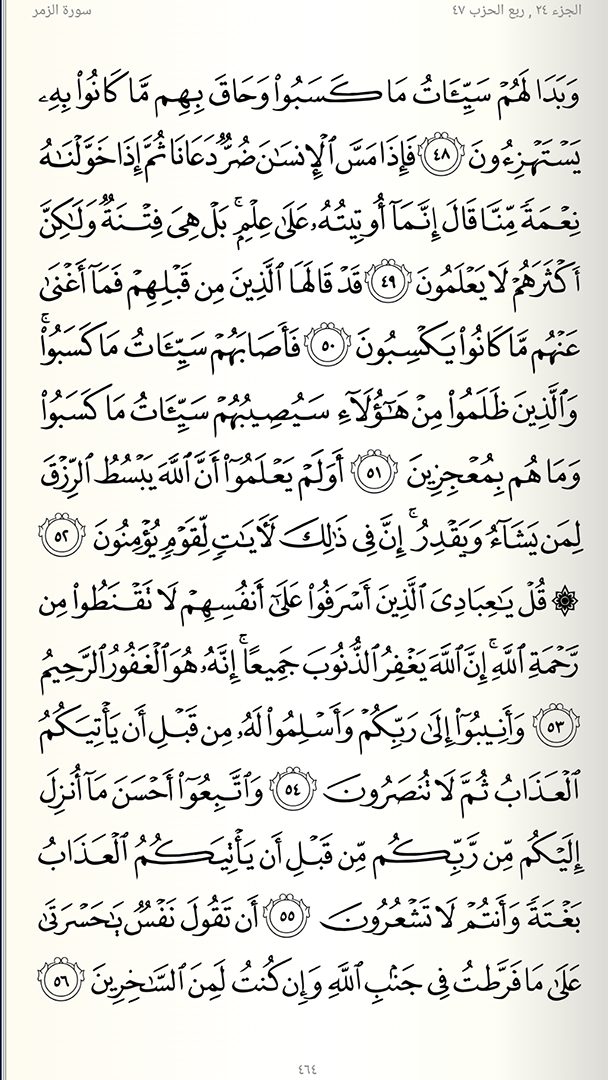 الجزء ٢٤ , ربع الحزب ٤٧
سورة الزمر
وَبَدَا لَهُمْ سَيِّـَٔاتُ مَا كَسَبُوا۟ وَحَاقَ بِهِم مَّا كَانُوا۟ بِهِۦ
يَسْتَهْزِءُونَ ٤٨ فَإِذَا مَسَّ ٱلْإِنسَـٰنَ ضُرٌّ دَعَانَا ثُمَّ إِذَا خَوَّلْنَـٰهُ
نِعْمَةً مِّنَّا قَالَ إِنَّمَآ أُوتِيتُهُۥ عَلَىٰ عِلْمٍۭ ۚ بَلْ هِىَ فِتْنَةٌ وَلَـٰكِنَّ
أَكْثَرَهُمْ لَا يَعْلَمُونَ ٤٩ قَدْ قَالَهَا ٱلَّذِينَ مِن قَبْلِهِمْ فَمَآ أَغْنَىٰ
عَنْهُم مَّا كَانُوا۟ يَكْسِبُونَ ٥٠ فَأَصَابَهُمْ سَيِّـَٔاتُ مَا كَسَبُوا۟ ۚ
وَٱلَّذِينَ ظَلَمُوا۟ مِنْ هَـٰٓؤُلَآءِ سَيُصِيبُهُمْ سَيِّـَٔاتُ مَا كَسَبُوا۟
وَمَا هُم بِمُعْجِزِينَ ٥١ أَوَلَمْ يَعْلَمُوٓا۟ أَنَّ ٱللَّهَ يَبْسُطُ ٱلرِّزْقَ
لِمَن يَشَآءُ وَيَقْدِرُ ۚ إِنَّ فِى ذَٰلِكَ لَـَٔايَـٰتٍ لِّقَوْمٍ يُؤْمِنُونَ ٥٢
۞ قُلْ يَـٰعِبَادِىَ ٱلَّذِينَ أَسْرَفُوا۟ عَلَىٰٓ أَنفُسِهِمْ لَا تَقْنَطُوا۟ مِن
رَّحْمَةِ ٱللَّهِ ۚ إِنَّ ٱللَّهَ يَغْفِرُ ٱلذُّنُوبَ جَمِيعًا ۚ إِنَّهُۥ هُوَ ٱلْغَفُورُ ٱلرَّحِيمُ
٥٣ وَأَنِيبُوٓا۟ إِلَىٰ رَبِّكُمْ وَأَسْلِمُوا۟ لَهُۥ مِن قَبْلِ أَن يَأْتِيَكُمُ
ٱلْعَذَابُ ثُمَّ لَا تُنصَرُونَ ٥٤ وَٱتَّبِعُوٓا۟ أَحْسَنَ مَآ أُنزِلَ
إِلَيْكُم مِّن رَّبِّكُم مِّن قَبْلِ أَن يَأْتِيَكُمُ ٱلْعَذَابُ
بَغْتَةً وَأَنتُمْ لَا تَشْعُرُونَ ٥٥ أَن تَقُولَ نَفْسٌ يَـٰحَسْرَتَىٰ
عَلَىٰ مَا فَرَّطتُ فِى جَنۢبِ ٱللَّهِ وَإِن كُنتُ لَمِنَ ٱلسَّـٰخِرِينَ ٥٦
٤٦٤